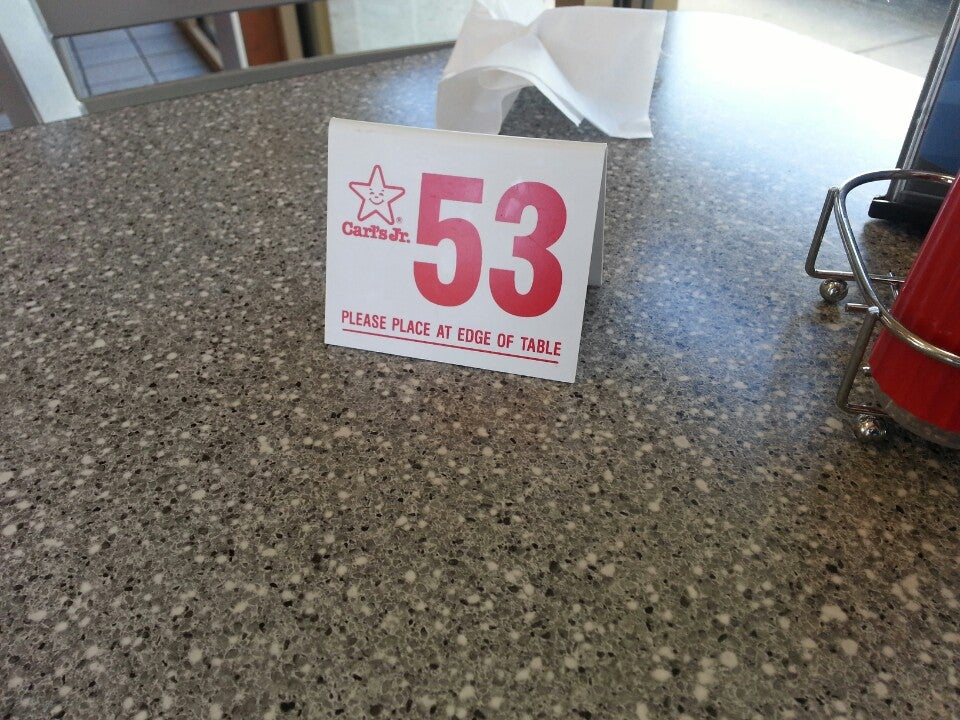 Carl's Jr.®
53
PLEASE PLACE AT EDGE OF TABLE